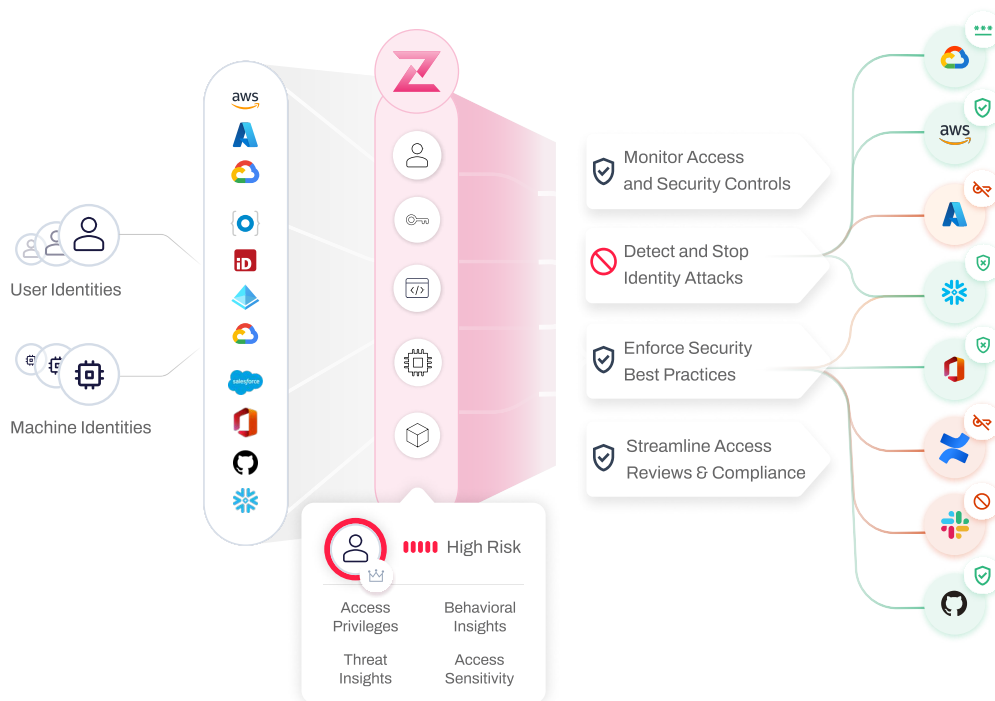 User Identities
Machine Identities
aws
iD
salesforce
Z
</>
High Risk
Access
Privileges
Behavioral
Insights
Threat
Insights
Access
Sensitivity
Monitor Access
and Security Controls
Detect and Stop
Identity Attacks
Enforce Security
Best Practices
Streamline Access
Reviews & Compliance
***
aws